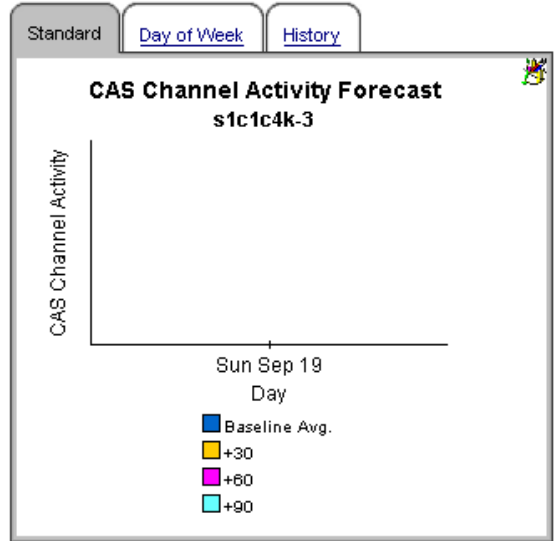 Standard
Day of Week
History
CAS Channel Activity Forecast
s1c1c4k-3
CAS Channel Activity
Sun Sep 19
Day
Baseline Avg.
+30
+60
+90